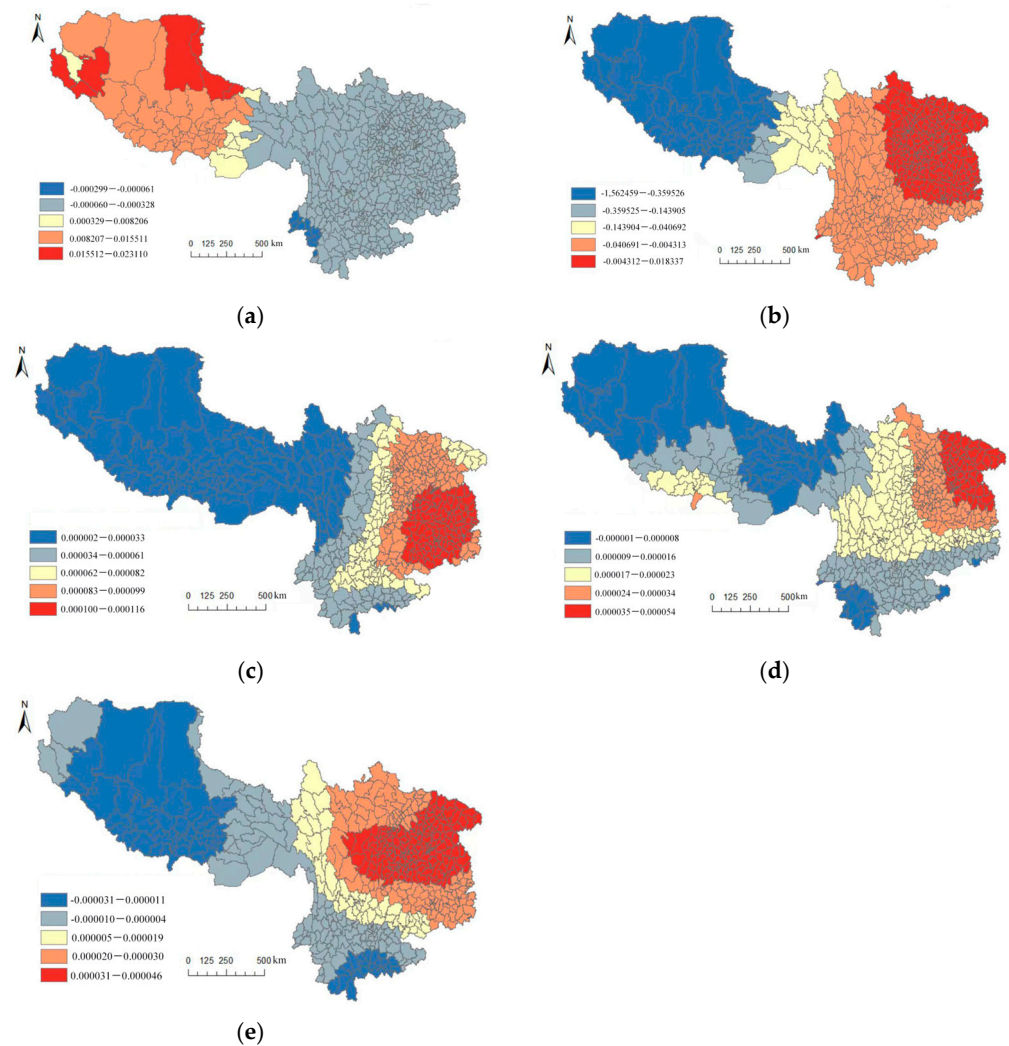 N
-0.000299－-0.000061
-0.000060－-0.000328
0.000329－0.008206
0.008207－0.015511
0.015512－0.023110
0 125 250 500 km
(a)
N
-1,562459－-0.359526
-0.359525－-0.143905
-0.143904－-0.040692
-0.040691－-0.004313
-0.004312－0.018337
0 125 250 500 km
(b)
N
0.000002－0.000033
0.000034－0.000061
0.000062－0.000082
0.000083－0.000099
0.000100－0.000116
0 125 250 500 km
(c)
N
-0.000001－0.000008
0.000009－0.000016
0.000017－0.000023
0.000024－0.000034
0.000035－0.000054
0 125 250 500 km
(d)
N
-0.000031－0.000011
-0.000010－0.000004
0.000005－0.000019
0.000020－0.000030
0.000031－0.000046
0 125 250 500 km
(e)